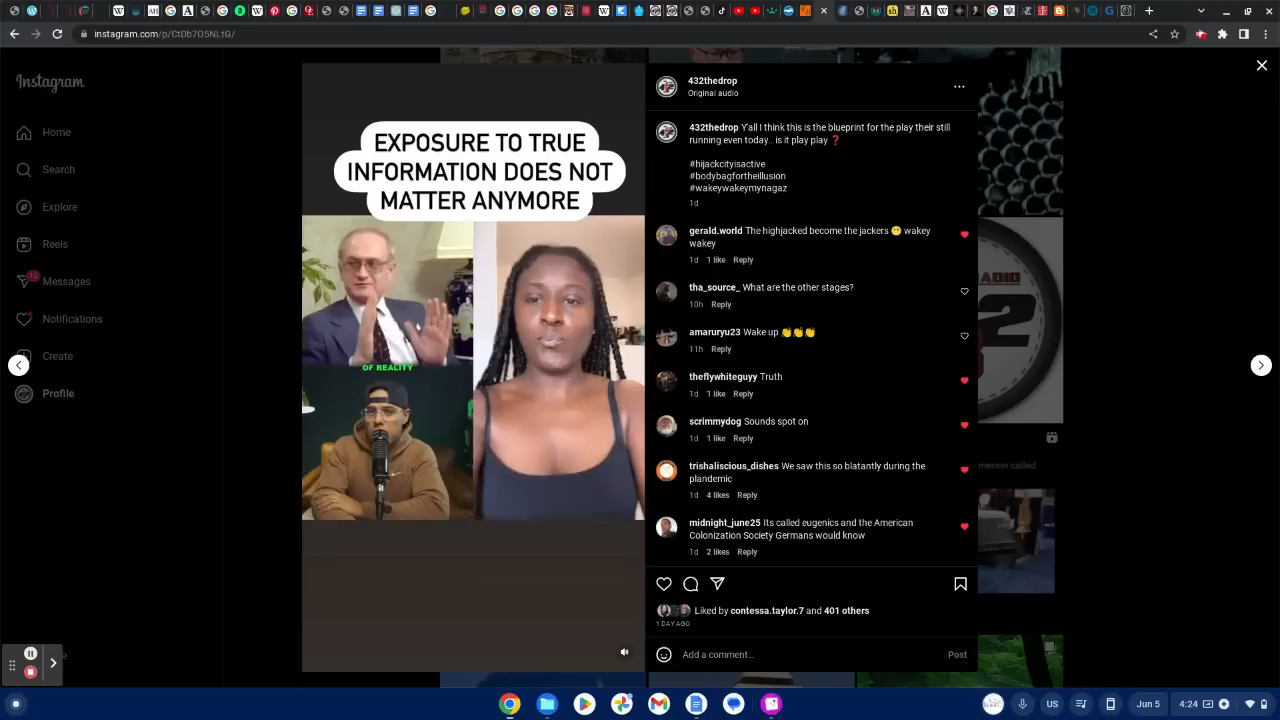 instagram.com/p/CtDb7O5NLtG/
Instagram
Home
Search
Explore
Reels
12
Messages
Notifications
Create
Profile
EXPOSURE TO TRUE
INFORMATION DOES NOT
MATTER ANYMORE
OF REALITY
432thedrop
Original audio
432thedrop Y'all I think this is the blueprint for the play their still
running even today.. is it play play ❓
#hijackcityisactive
#bodybagfortheillusion
#wakeywakeymynagaz
1d
gerald.world The highjacked become the jackers 😬 wakey
wakey
1d 1 like Reply
tha_source_ What are the other stages?
10h Reply
amaruryu23 Wake up 👏👏👏
11h Reply
theflywhiteguyy Truth
1d 1 like Reply
scrimmydog Sounds spot on
1d 1 like Reply
trishaliscious_dishes We saw this so blatantly during the
plandemic
1d 4 likes Reply
midnight_june25 Its called eugenics and the American
Colonization Society Germans would know
1d 2 likes Reply
Liked by contessa.taylor.7 and 401 others
1 DAY AGO
Add a comment…
Post
menon called
US
Jun 5
4:24